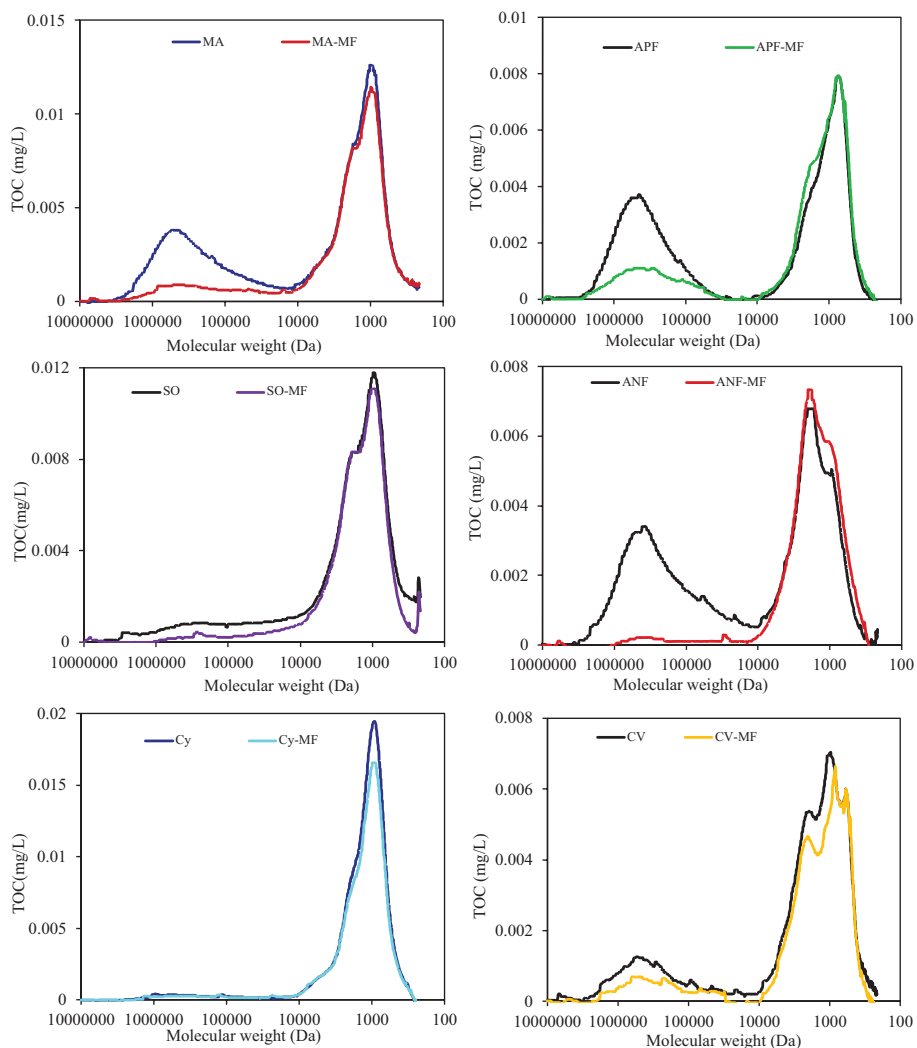 MA MA-MF
0.015
0.01
0.005
0
TOC (mg/L)
10000000 1000000 100000 10000 1000 100
Molecular weight (Da)
APF APF-MF
0.01
0.008
0.006
0.004
0.002
0
TOC (mg/L)
10000000 1000000 100000 10000 1000 100
Molecular weight (Da)
SO SO-MF
0.012
0.008
0.004
0
TOC(mg/L)
10000000 1000000 100000 10000 1000 100
Molecular weight (Da)
ANF ANF-MF
0.008
0.006
0.004
0.002
0
TOC (mg/L)
10000000 1000000 100000 10000 1000 100
Molecular weight (Da)
Cy Cy-MF
0.02
0.015
0.01
0.005
0
TOC(mg/L)
10000000 1000000 100000 10000 1000 100
Molecular weight (Da)
CV CV-MF
0.008
0.006
0.004
0.002
0
TOC (mg/L)
10000000 1000000 100000 10000 1000 100
Molecular weight (Da)